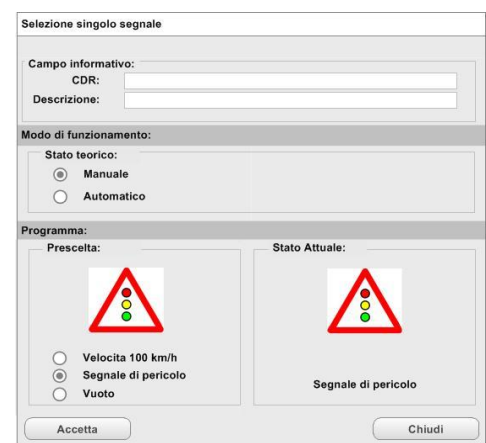 Selezione singolo segnale
Campo informativo:
CDR:
Descrizione:
Modo di funzionamento:
Stato teorico:
Manuale
Automatico
Programma:
Prescelta:
Stato Attuale:
Velocita 100 km/h
Segnale di pericolo
Vuoto
Segnale di pericolo
Accetta
Chiudi